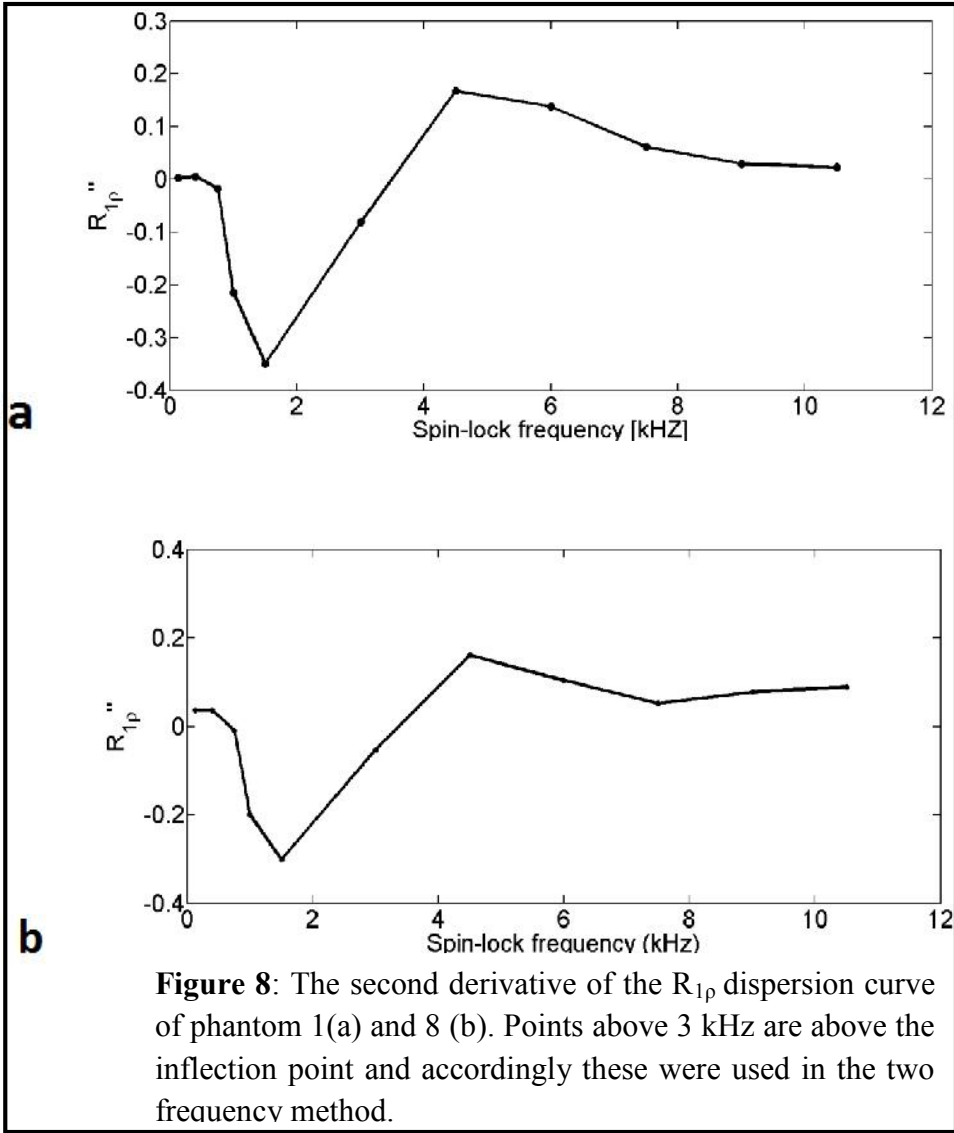 0.3
0.2
0.1
0
-0.1
-0.2
-0.3
-0.4
R1ρ"
0 2 4 6 8 10 12
Spin-lock frequency [kHZ]
a
0.4
0.2
0
-0.2
-0.4
R1ρ"
0 2 4 6 8 10 12
Spin-lock frequency (kHz)
b
Figure 8: The second derivative of the R1ρ dispersion curve
of phantom 1(a) and 8 (b). Points above 3 kHz are above the
inflection point and accordingly these were used in the two
frequency method.